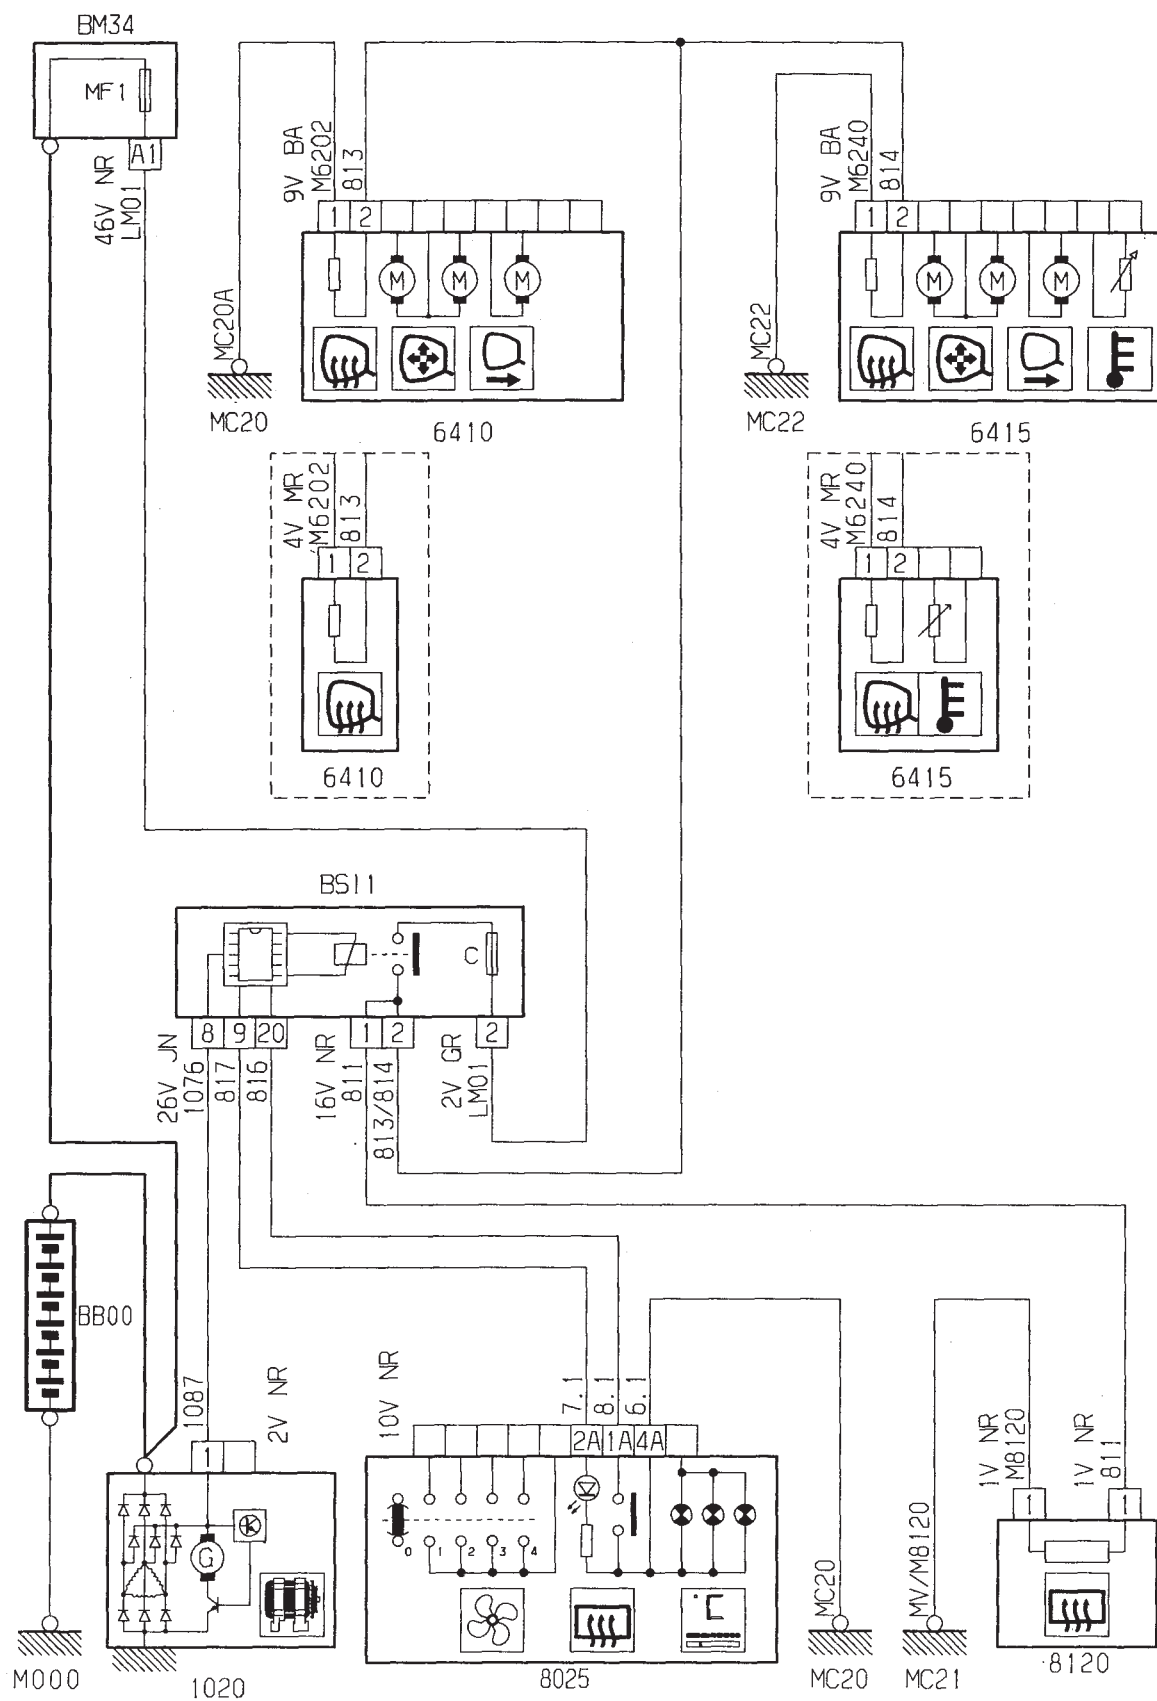 BM34
MF1
A1
46V NR
LM01
9V BA
M6202
813
1 2
M M M
MC20A
MC20
6410
9V BA
M6240
814
1 2
M M M
MC22
MC22
6415
4V MR
M6202
813
1 2
6410
4V MR
M6240
814
1 2
6415
BSI1
C
8 9 20
1 2
2
26V JN
1076
817
816
16V NR
811
813/814
2V GR
LM01
BB00
M000
1087
2V NR
1
G
1020
10V NR
7.1
8.1
6.1
2A 1A 4A
0 1 2 3 4
°C
8025
MC20
MC20
MV/M8120
MC21
1V NR
M8120
1V NR
811
1 1
8120